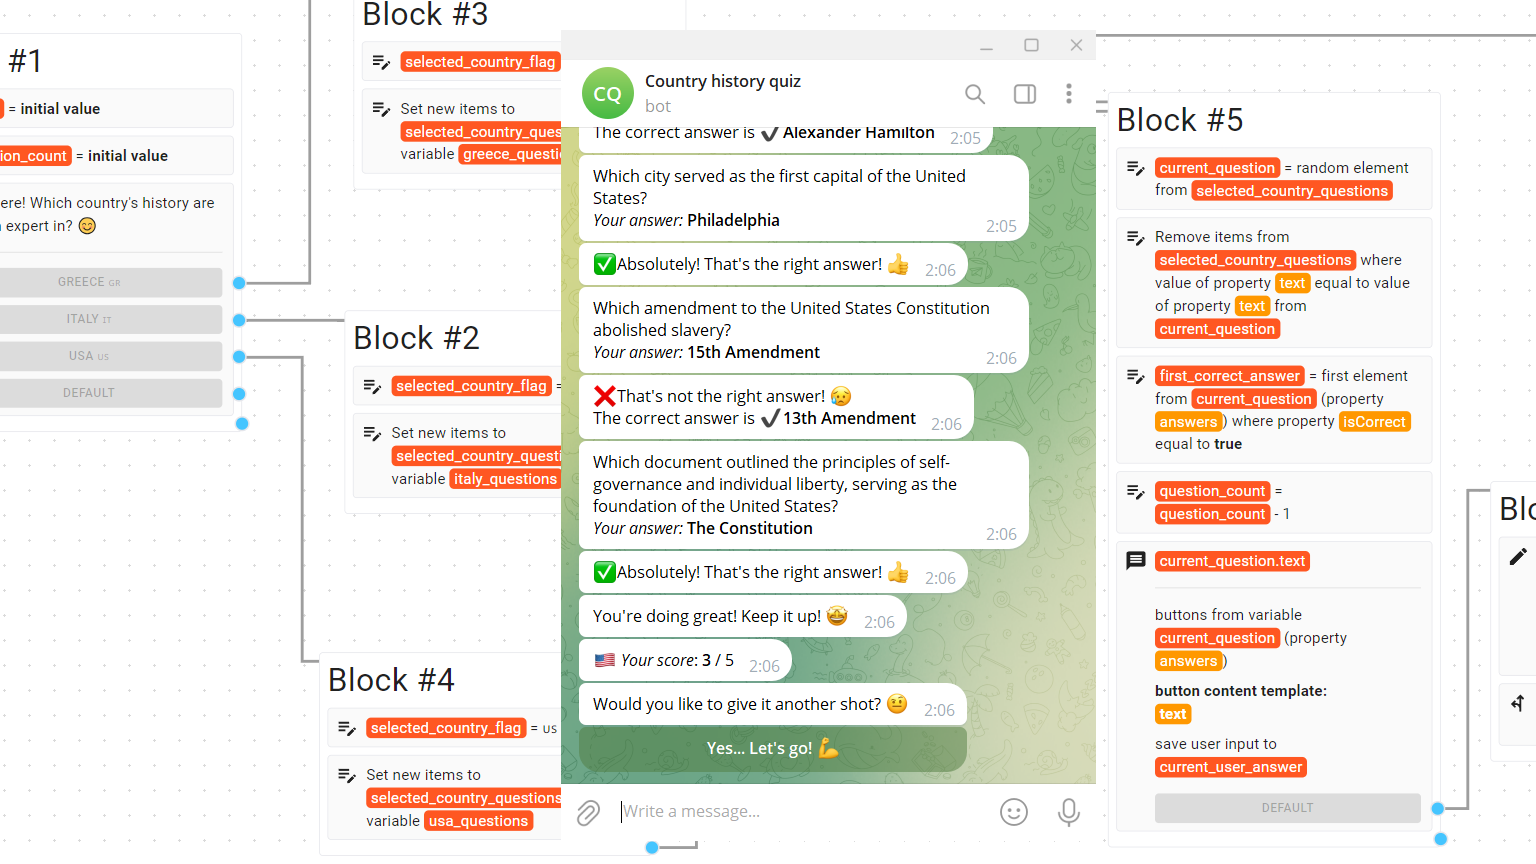 #1
= initial value
ion_count = initial value
ere! Which country's history are
expert in? 😊
GREECE GR
ITALY IT
USA US
DEFAULT
Block #3
selected_country_flag
Set new items to
selected_country_ques
variable greece_questi
Block #2
selected_country_flag =
Set new items to
selected_country_questi
variable italy_questions
Block #4
selected_country_flag = US
Set new items to
selected_country_questions
variable usa_questions
CQ
Country history quiz
bot
The correct answer is ✔️Alexander Hamilton 2:05
Which city served as the first capital of the United
States?
Your answer: Philadelphia 2:05
✅Absolutely! That's the right answer! 👍 2:06
Which amendment to the United States Constitution
abolished slavery?
Your answer: 15th Amendment 2:06
❌That's not the right answer! 😥
The correct answer is ✔️13th Amendment 2:06
Which document outlined the principles of self-
governance and individual liberty, serving as the
foundation of the United States?
Your answer: The Constitution 2:06
✅Absolutely! That's the right answer! 👍 2:06
You're doing great! Keep it up! 🤩 2:06
🇺🇸 Your score: 3 / 5 2:06
Would you like to give it another shot? 🤨 2:06
Yes... Let's go! 💪
Write a message...
Block #5
current_question = random element
from selected_country_questions
Remove items from
selected_country_questions where
value of property text equal to value
of property text from
current_question
first_correct_answer = first element
from current_question (property
answers) where property isCorrect
equal to true
question_count =
question_count - 1
current_question.text
buttons from variable
current_question (property
answers)
button content template:
text
save user input to
current_user_answer
DEFAULT
Blo